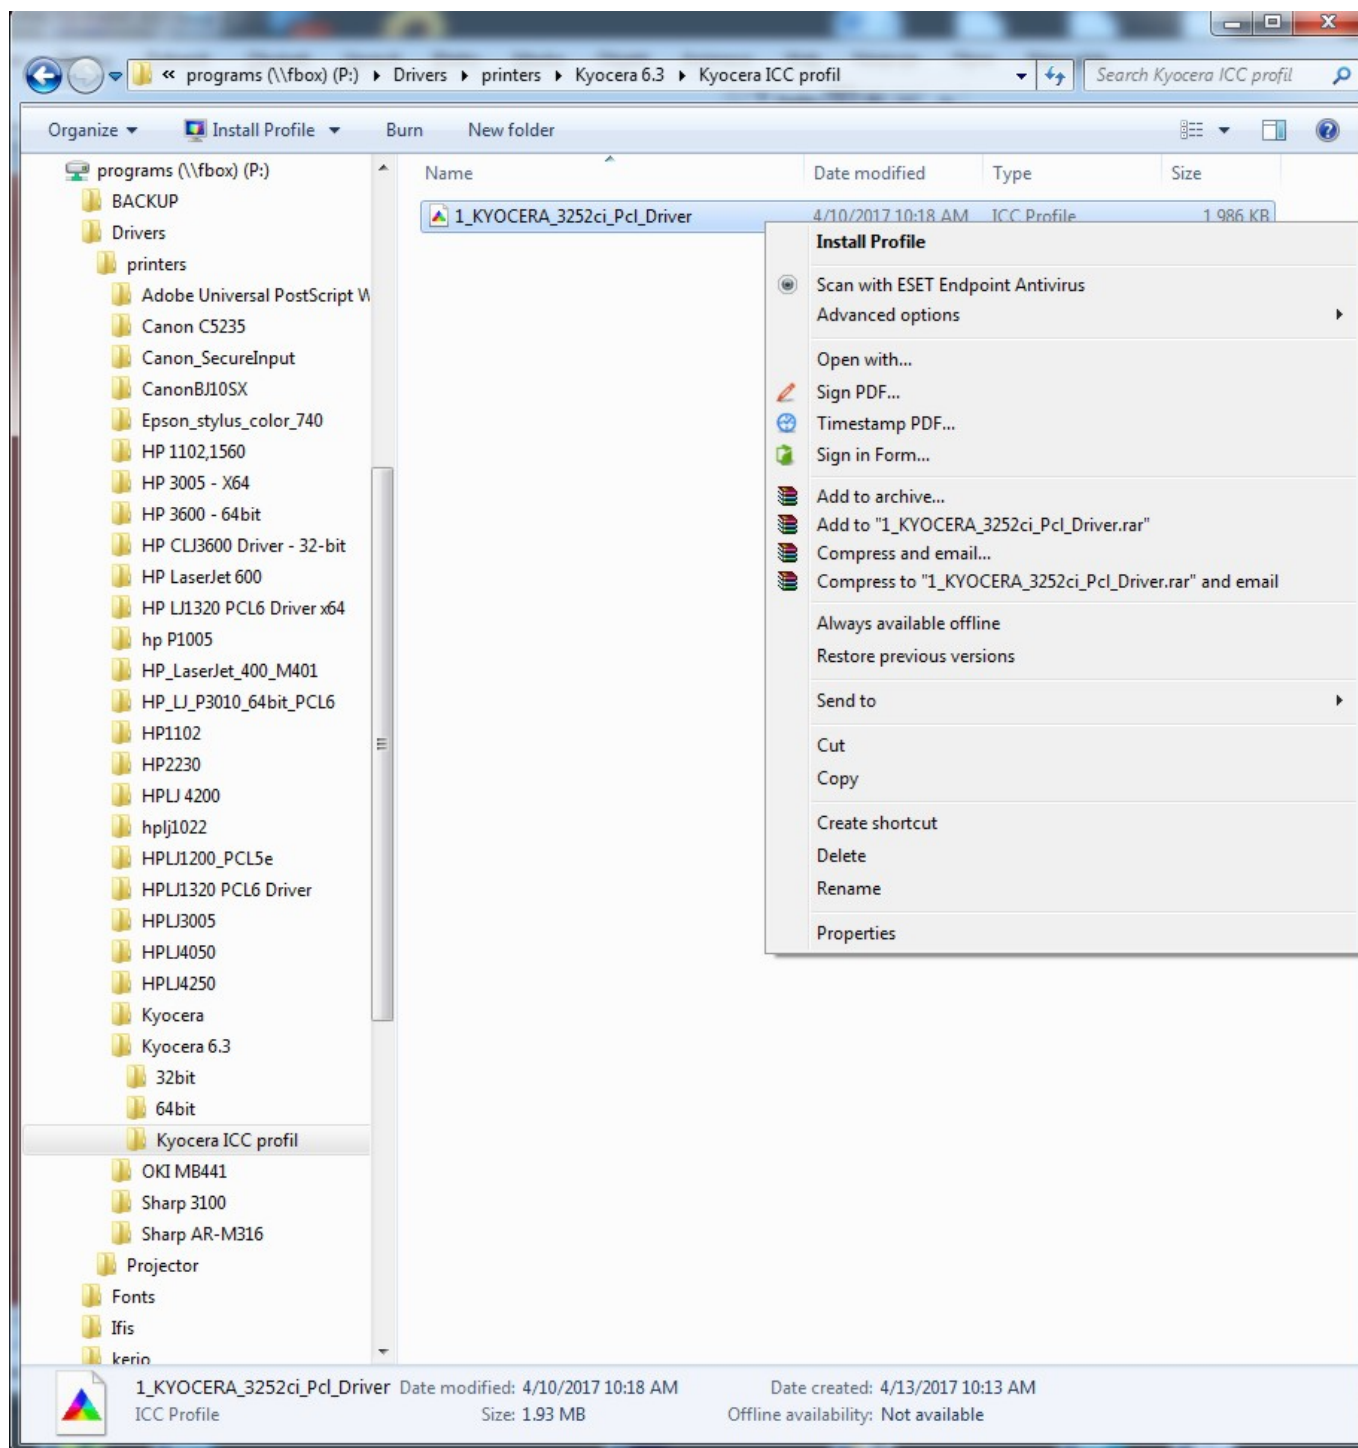 « programs (\\fbox) (P:) ▸ Drivers ▸ printers ▸ Kyocera 6.3 ▸ Kyocera ICC profil
Search Kyocera ICC profil
Organize Install Profile Burn New folder
programs (\\fbox) (P:)
BACKUP
Drivers
printers
Adobe Universal PostScript W
Canon C5235
Canon_SecureInput
CanonBJ10SX
Epson_stylus_color_740
HP 1102,1560
HP 3005 - X64
HP 3600 - 64bit
HP CLJ3600 Driver - 32-bit
HP LaserJet 600
HP LJ1320 PCL6 Driver x64
hp P1005
HP_LaserJet_400_M401
HP_LJ_P3010_64bit_PCL6
HP1102
HP2230
HPLJ 4200
hplj1022
HPLJ1200_PCL5e
HPLJ1320 PCL6 Driver
HPLJ3005
HPLJ4050
HPLJ4250
Kyocera
Kyocera 6.3
32bit
64bit
Kyocera ICC profil
OKI MB441
Sharp 3100
Sharp AR-M316
Projector
Fonts
Ifis
kerio
Name Date modified Type Size
1_KYOCERA_3252ci_Pcl_Driver 4/10/2017 10:18 AM ICC Profile 1 986 KB
Install Profile
Scan with ESET Endpoint Antivirus
Advanced options
Open with...
Sign PDF...
Timestamp PDF...
Sign in Form...
Add to archive...
Add to "1_KYOCERA_3252ci_Pcl_Driver.rar"
Compress and email...
Compress to "1_KYOCERA_3252ci_Pcl_Driver.rar" and email
Always available offline
Restore previous versions
Send to
Cut
Copy
Create shortcut
Delete
Rename
Properties
1_KYOCERA_3252ci_Pcl_Driver Date modified: 4/10/2017 10:18 AM Date created: 4/13/2017 10:13 AM
ICC Profile Size: 1.93 MB Offline availability: Not available